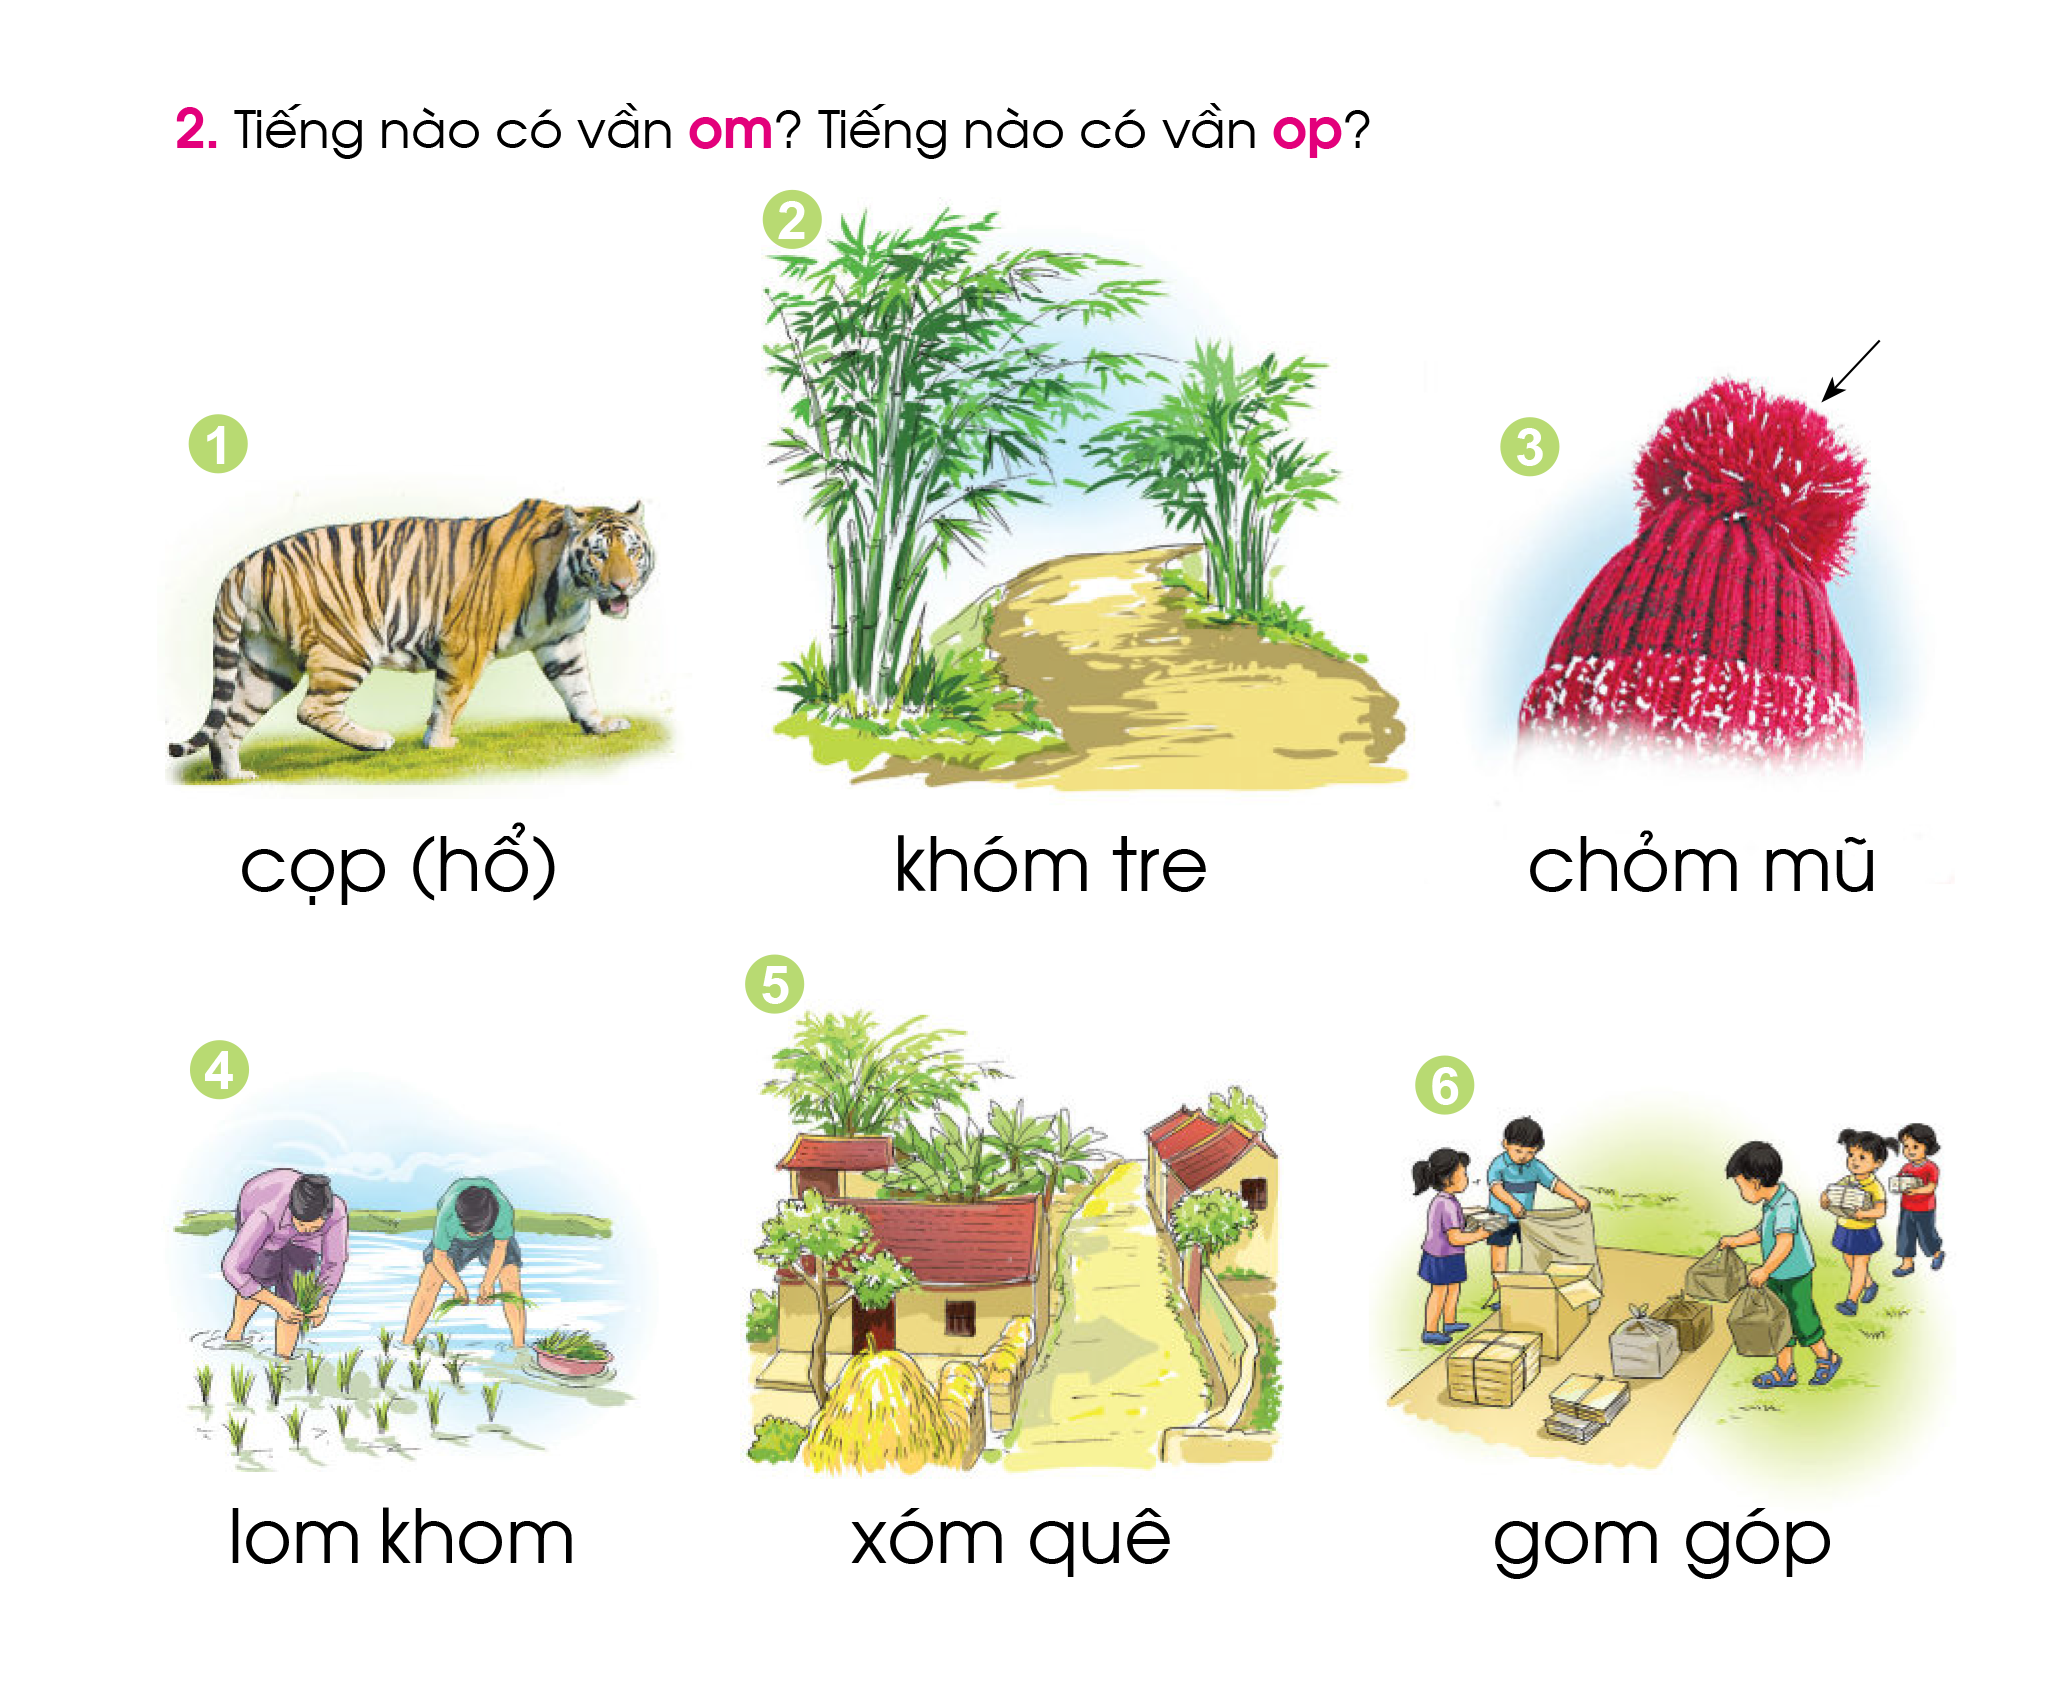 2. Tiếng nào có vần om? Tiếng nào có vần op?
1
2
3
cọp (hổ)
khóm tre
chỏm mũ
4
5
6
lom khom
xóm quê
gom góp